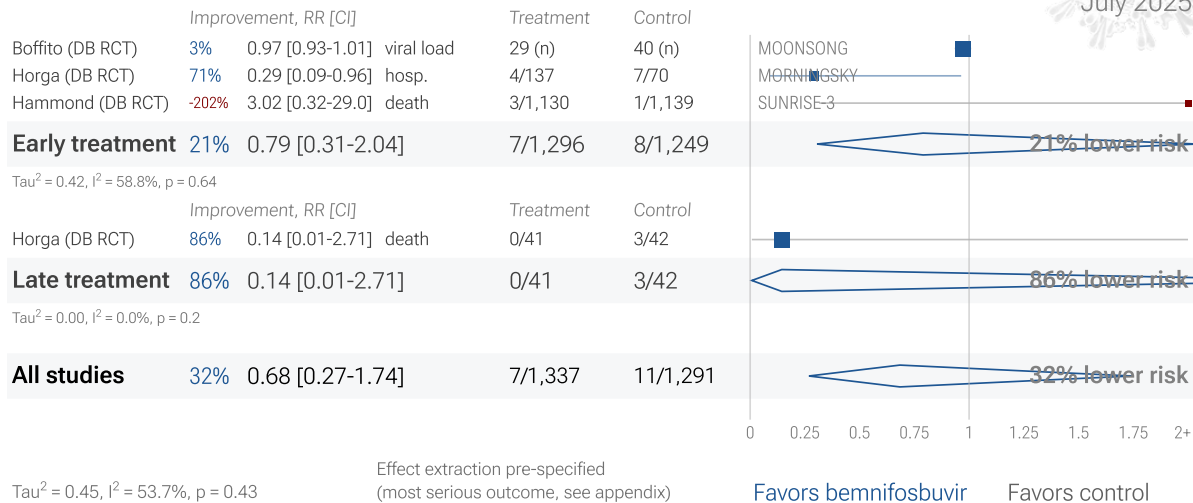 July 2025
Improvement, RR [CI] Treatment Control
Boffito (DB RCT) 3% 0.97 [0.93-1.01] viral load 29 (n) 40 (n) MOONSONG
Horga (DB RCT) 71% 0.29 [0.09-0.96] hosp. 4/137 7/70 MORNINGSKY
Hammond (DB RCT) -202% 3.02 [0.32-29.0] death 3/1,130 1/1,139 SUNRISE-3
Early treatment 21% 0.79 [0.31-2.04] 7/1,296 8/1,249 21% lower risk
Tau² = 0.42, I² = 58.8%, p = 0.64
Improvement, RR [CI] Treatment Control
Horga (DB RCT) 86% 0.14 [0.01-2.71] death 0/41 3/42
Late treatment 86% 0.14 [0.01-2.71] 0/41 3/42 86% lower risk
Tau² = 0.00, I² = 0.0%, p = 0.2
All studies 32% 0.68 [0.27-1.74] 7/1,337 11/1,291 32% lower risk
0 0.25 0.5 0.75 1 1.25 1.5 1.75 2+
Effect extraction pre-specified
Tau² = 0.45, I² = 53.7%, p = 0.43 (most serious outcome, see appendix) Favors bemnifosbuvir Favors control